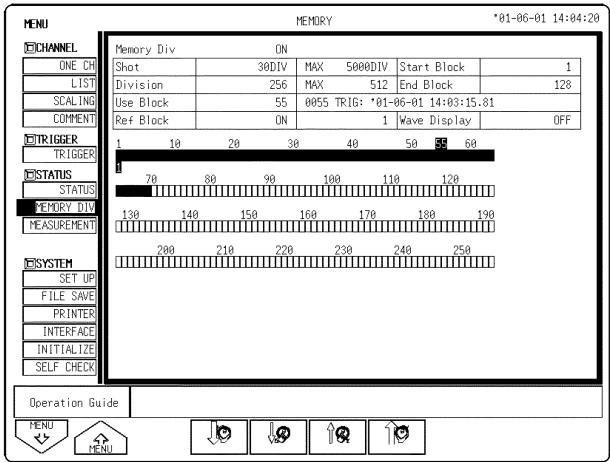 MENU
MEMORY
'01-06-01 14:04:20
CHANNEL
ONE CH
LIST
SCALING
COMMENT
TRIGGER
TRIGGER
STATUS
STATUS
MEMORY DIV
MEASUREMENT
SYSTEM
SET UP
FILE SAVE
PRINTER
INTERFACE
INITIALIZE
SELF CHECK
Memory Div ON
Shot 30DIV MAX 5000DIV Start Block 1
Division 256 MAX 512 End Block 128
Use Block 55 0055 TRIG: '01-06-01 14:03:15.81
Ref Block ON 1 Wave Display OFF
1 10 20 30 40 50 55 60
1
70 80 90 100 110 120
130 140 150 160 170 180 190
200 210 220 230 240 250
Operation Guide
MENU
MENU